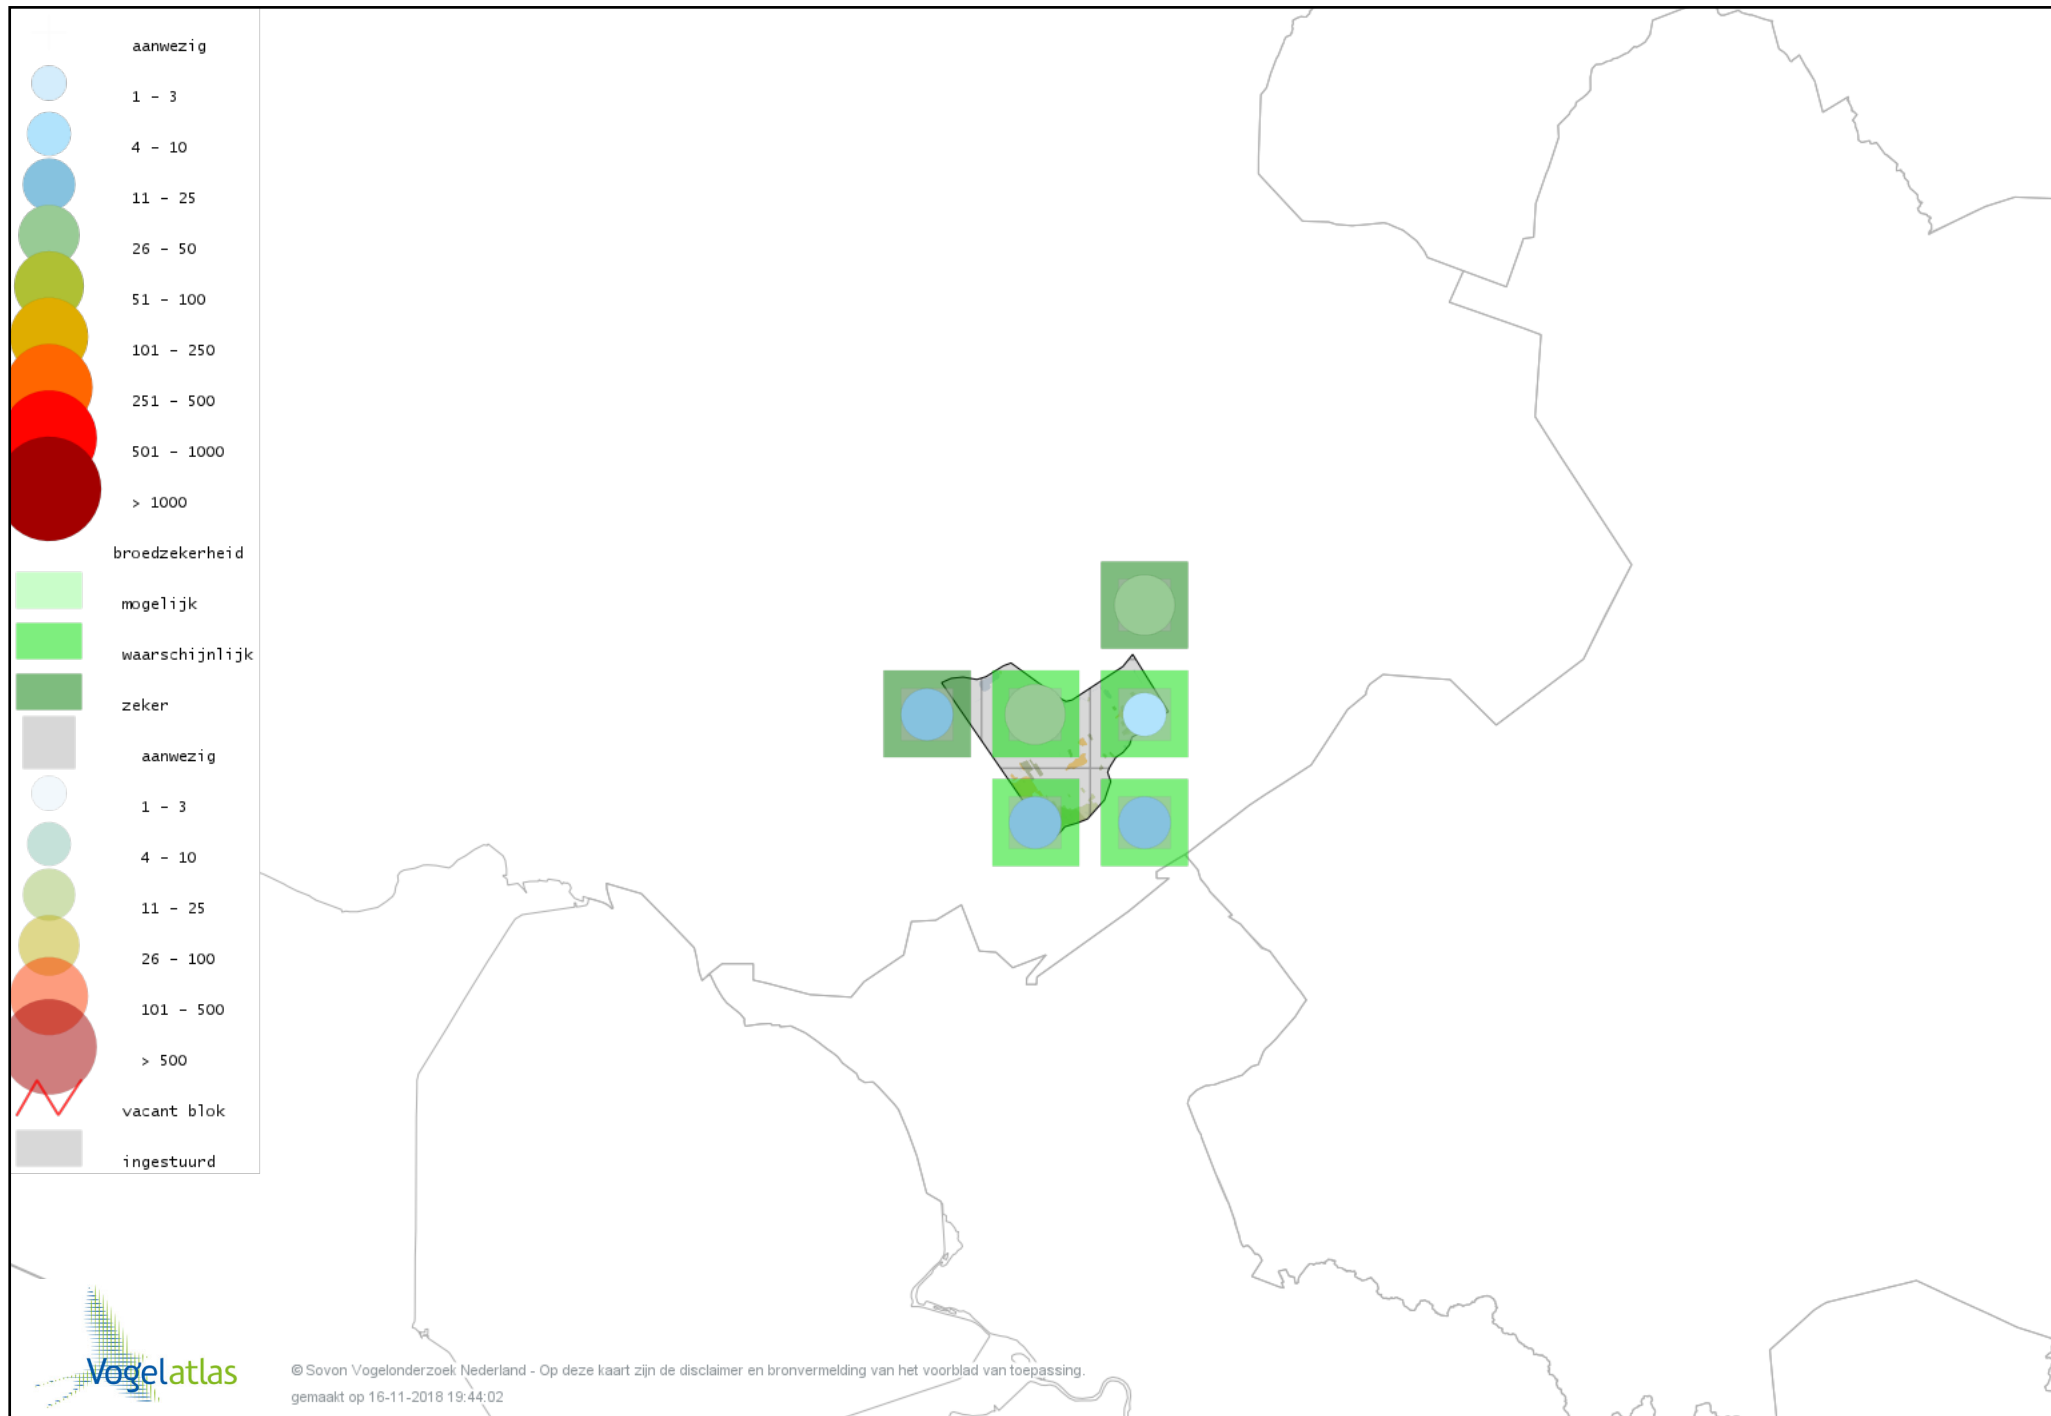 aanwezig
1 - 3
4 - 10
11 - 25
26 - 50
51 - 100
101 - 250
251 - 500
501 - 1000
> 1000
broedzekerheid
mogelijk
waarschijnlijk
zeker
aanwezig
1 - 3
4 - 10
11 - 25
26 - 100
101 - 500
> 500
vacant blok
ingestuurd
Vogelatlas
© Sovon Vogelonderzoek Nederland - Op deze kaart zijn de disclaimer en bronvermelding van het voorblad van toepassing.
gemaakt op 16-11-2018 19:44:02